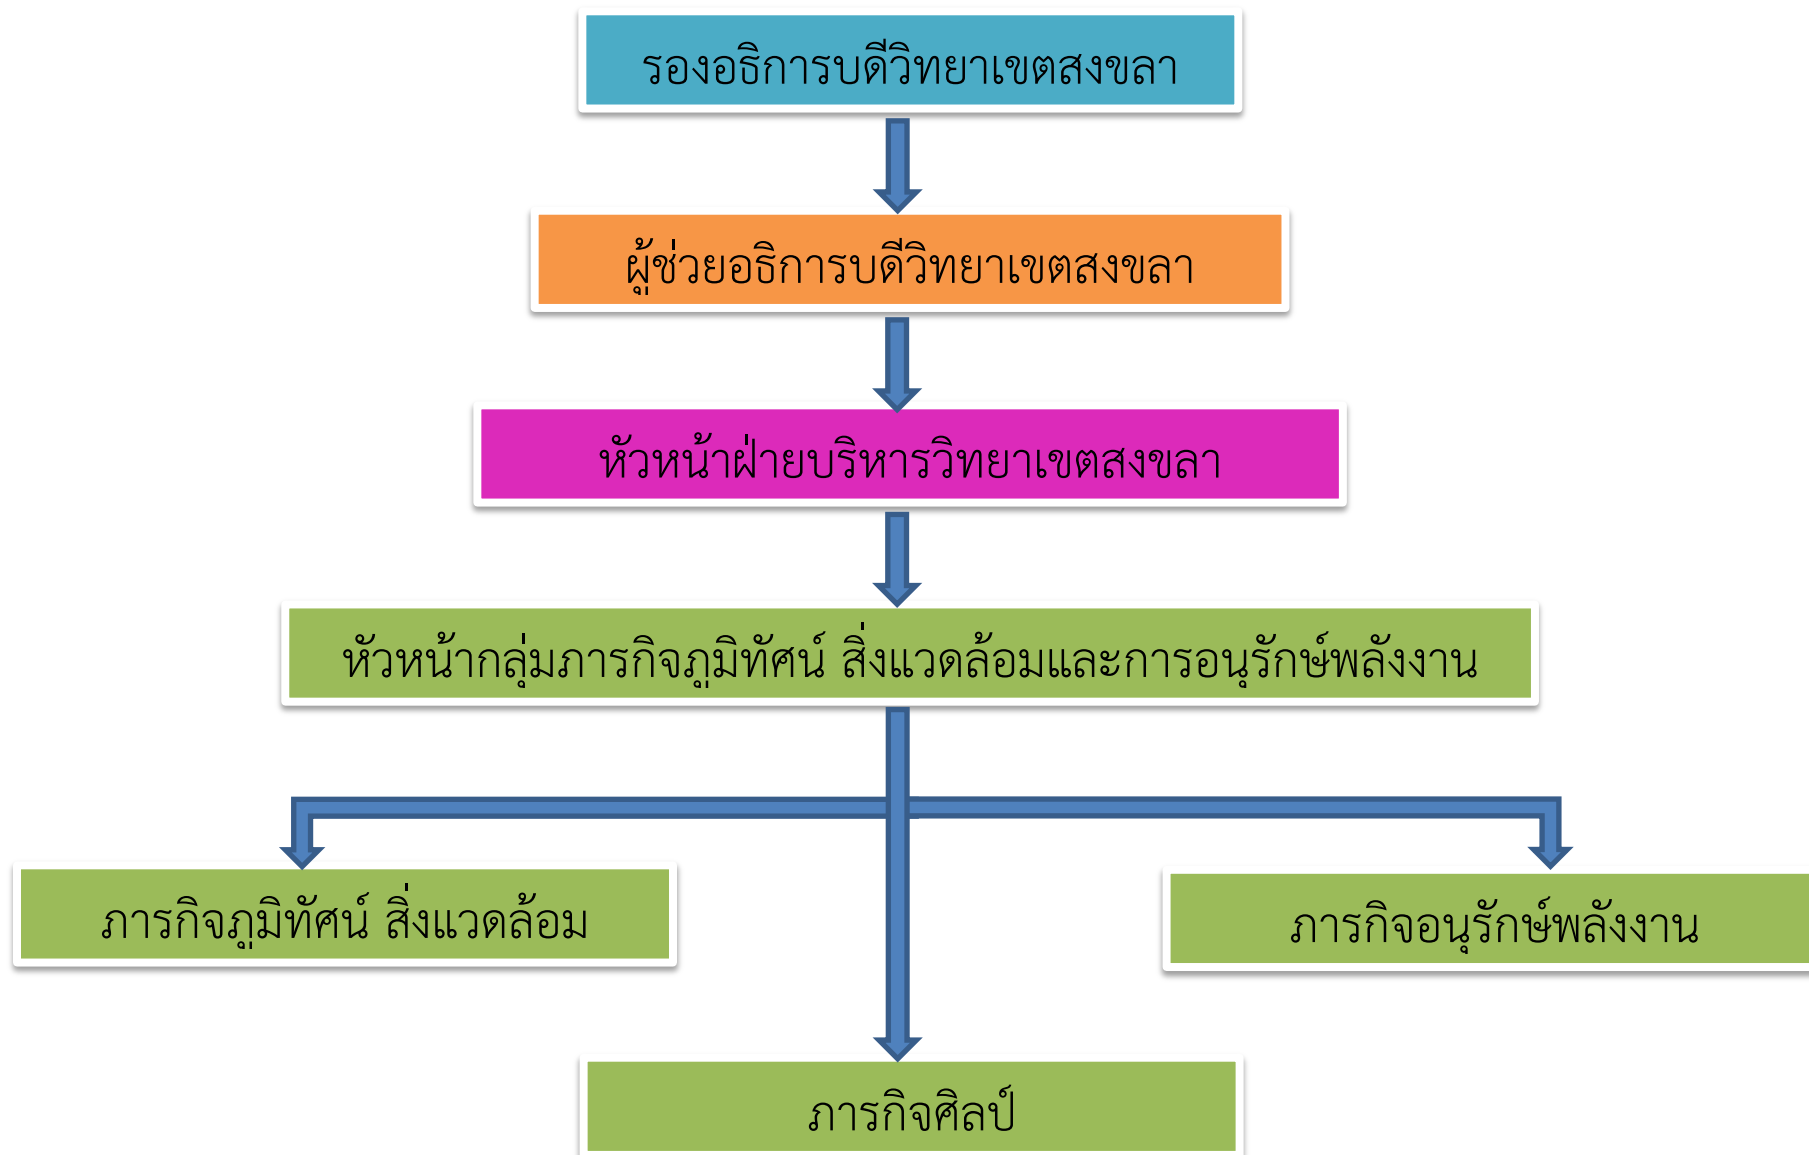 รองอธิการบดีวิทยาเขตสงขลา
ผู้ช่วยอธิการบดีวิทยาเขตสงขลา
หัวหน้าฝ่ายบริหารวิทยาเขตสงขลา
หัวหน้ากลุ่มภารกิจภูมิทัศน์ สิ่งแวดล้อมและการอนุรักษ์พลังงาน
ภารกิจภูมิทัศน์ สิ่งแวดล้อม
ภารกิจอนุรักษ์พลังงาน
ภารกิจศิลป์